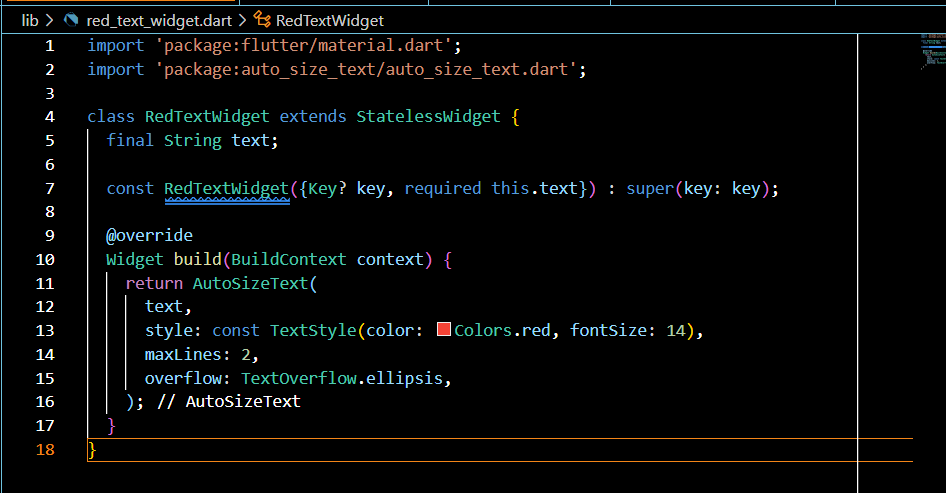 lib > red_text_widget.dart > RedTextWidget
1 import 'package:flutter/material.dart';
2 import 'package:auto_size_text/auto_size_text.dart';
3
4 class RedTextWidget extends StatelessWidget {
5   final String text;
6
7   const RedTextWidget({Key? key, required this.text}) : super(key: key);
8
9   @override
10   Widget build(BuildContext context) {
11     return AutoSizeText(
12       text,
13       style: const TextStyle(color: Colors.red, fontSize: 14),
14       maxLines: 2,
15       overflow: TextOverflow.ellipsis,
16     ); // AutoSizeText
17   }
18 }